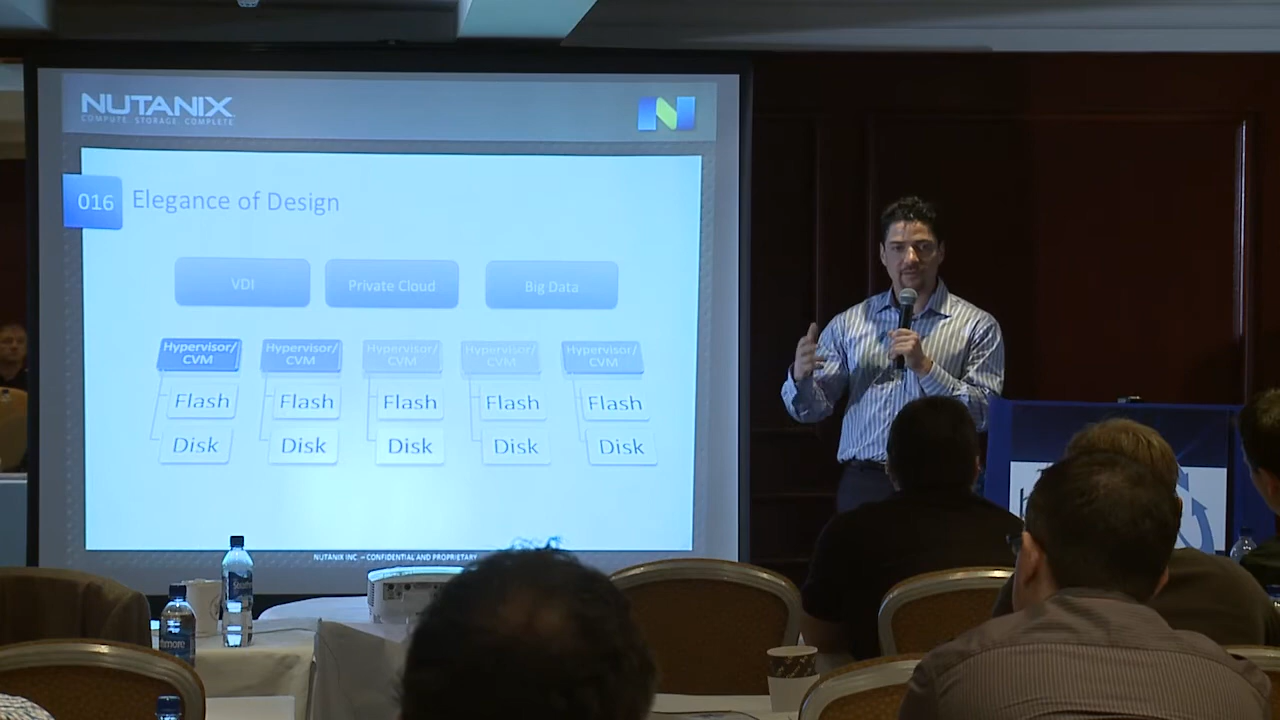 NUTANIX
COMPUTE. STORAGE. COMPLETE.
N
016 Elegance of Design
VDI Private Cloud Big Data
Hypervisor/ Hypervisor/ Hypervisor/ Hypervisor/ Hypervisor/
CVM CVM CVM CVM CVM
Flash Flash Flash Flash Flash
Disk Disk Disk Disk Disk
NUTANIX INC. – CONFIDENTIAL AND PROPRIETARY